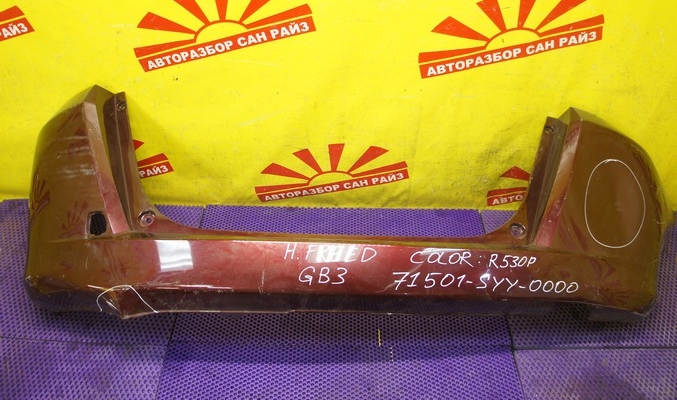 АВТОРАЗБОР САН РАЙЗ
АВТОРАЗБОР САН РАЙЗ
АВТОРАЗБОР САН РАЙЗ
H. FREED COLOR: R530P
GB3 71501-SYY-0000